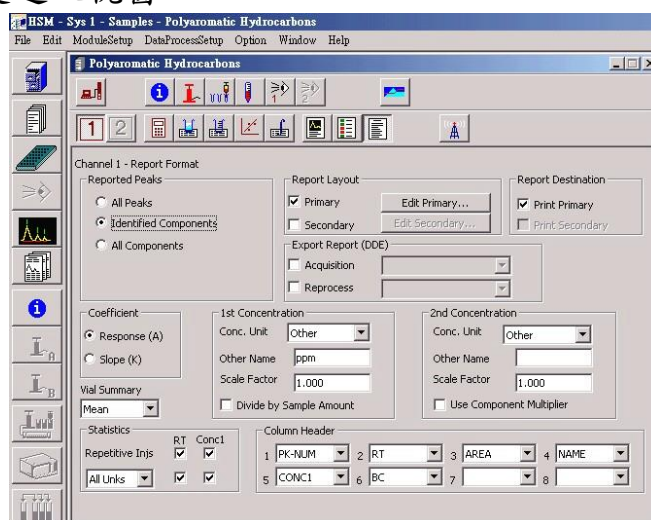 HSM - Sys 1 - Samples - Polyaromatic Hydrocarbons
File Edit ModuleSetup DataProcessSetup Option Window Help
Polyaromatic Hydrocarbons
1 2
1 2
Channel 1 - Report Format
Reported Peaks
All Peaks
Identified Components
All Components
Report Layout
Primary Edit Primary...
Secondary Edit Secondary...
Report Destination
Print Primary
Print Secondary
Export Report (DDE)
Acquisition
Reprocess
Coefficient
Response (A)
Slope (K)
Vial Summary
Mean
1st Concentration
Conc. Unit Other
Other Name ppm
Scale Factor 1.000
Divide by Sample Amount
2nd Concentration
Conc. Unit Other
Other Name
Scale Factor 1.000
Use Component Multiplier
Statistics
RT Conc1
Repetitive Injs
All Unks
Column Header
1 PK-NUM 2 RT 3 AREA 4 NAME
5 CONC1 6 BC 7 8
A
B